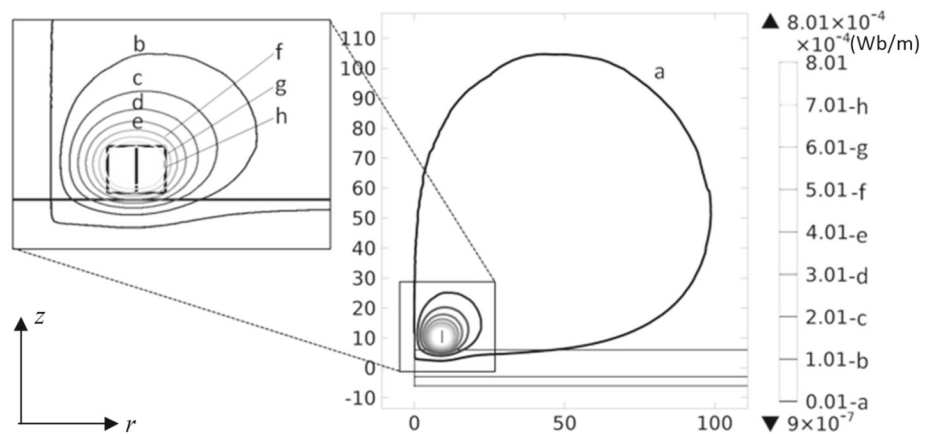 b
c
d
e
f
g
h
z
r
110
100
90
80
70
60
50
40
30
20
10
0
-10
a
0
50
100
▲ 8.01×10⁻⁴
×10⁻⁴(Wb/m)
8.01
7.01-h
6.01-g
5.01-f
4.01-e
3.01-d
2.01-c
1.01-b
0.01-a
▼ 9×10⁻⁷